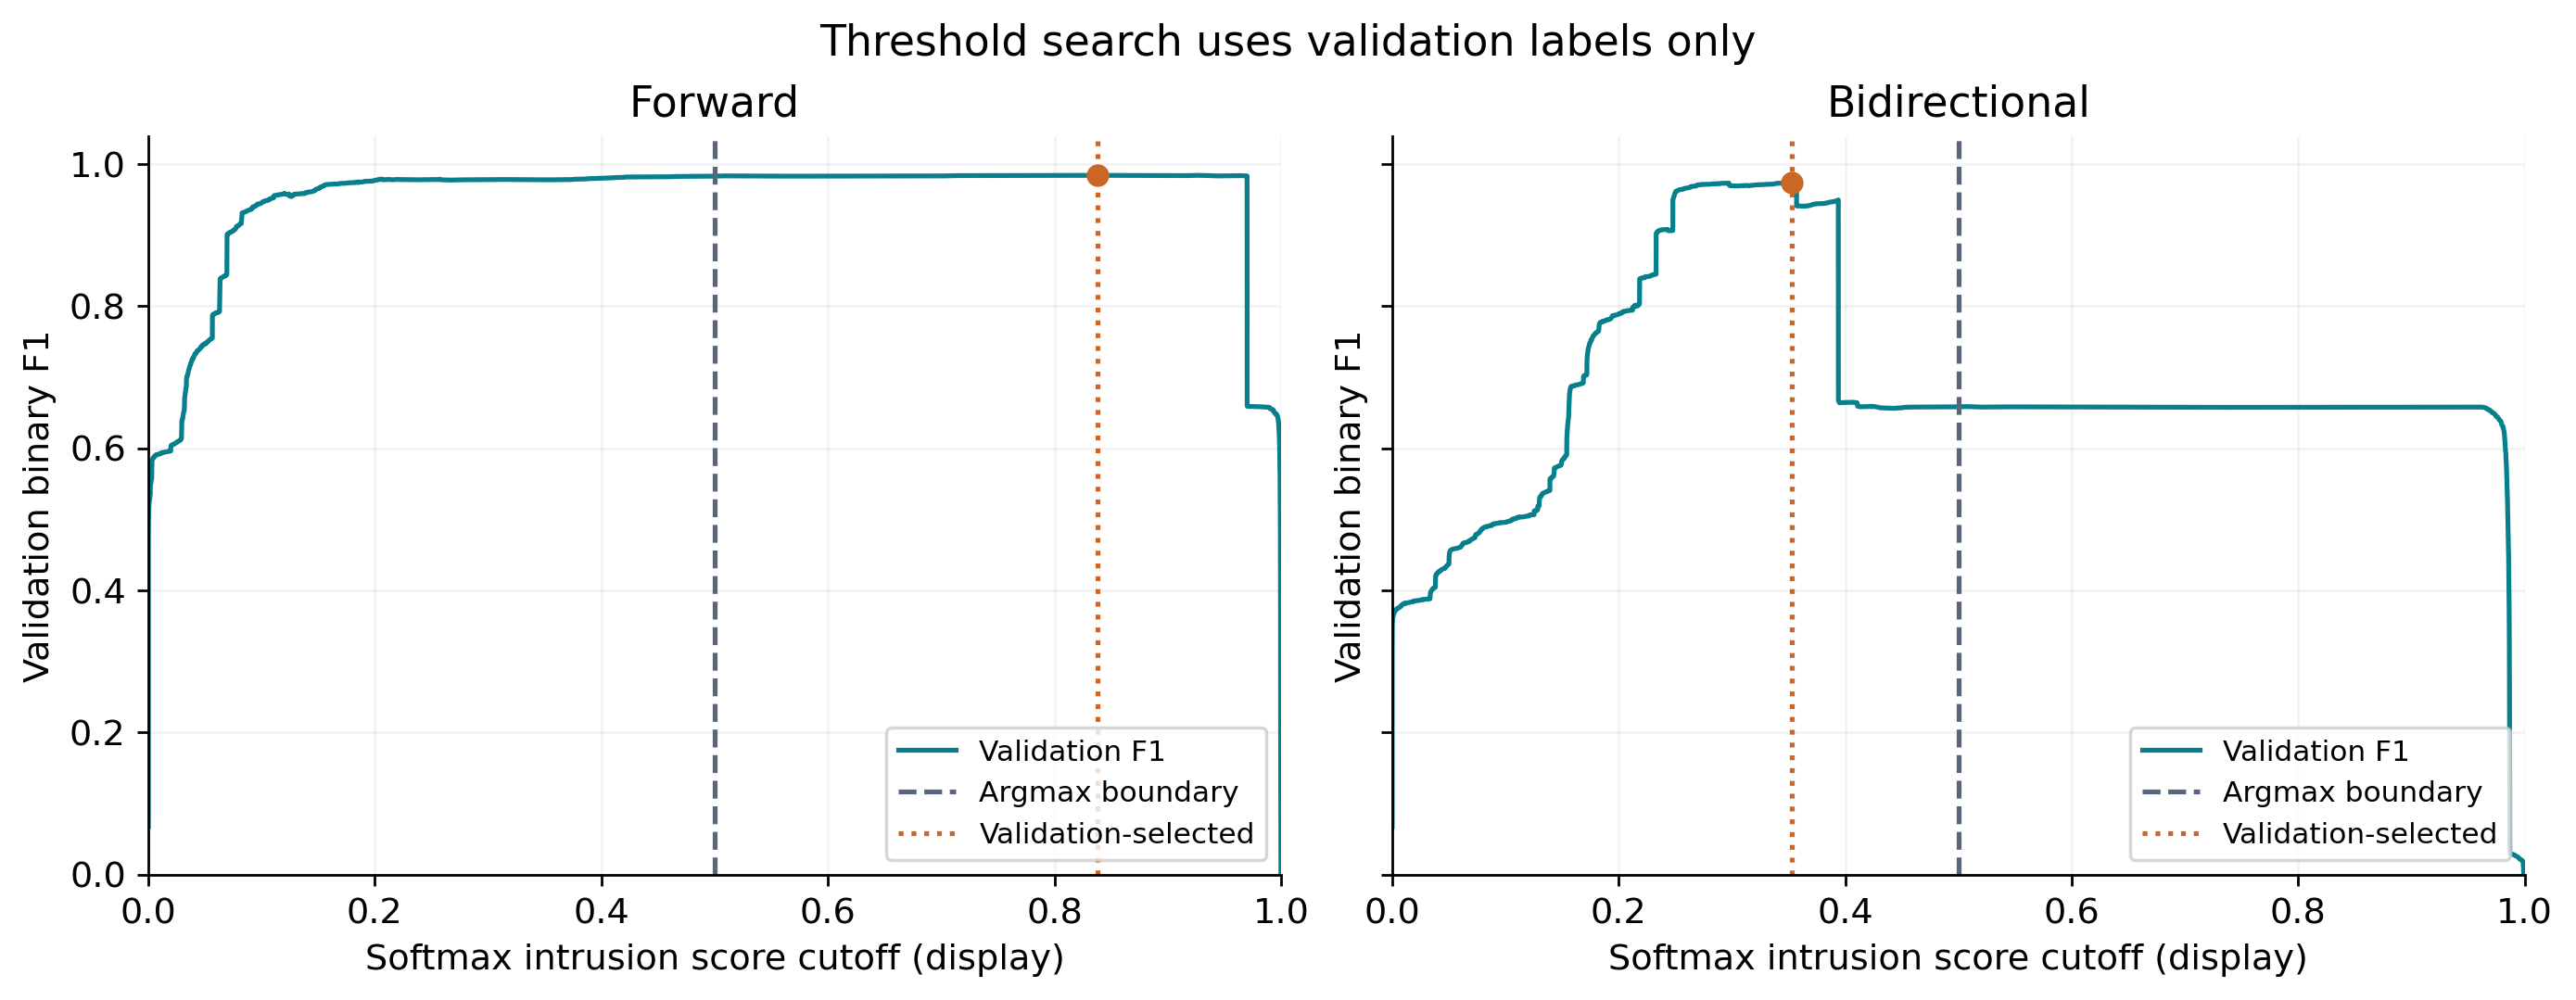 Threshold search uses validation labels only
Forward
Validation binary F1
1.0
0.8
0.6
0.4
0.2
0.0
0.0 0.2 0.4 0.6 0.8 1.0
Softmax intrusion score cutoff (display)
Validation F1
Argmax boundary
Validation-selected
Bidirectional
Validation binary F1
0.0 0.2 0.4 0.6 0.8 1.0
Softmax intrusion score cutoff (display)
Validation F1
Argmax boundary
Validation-selected